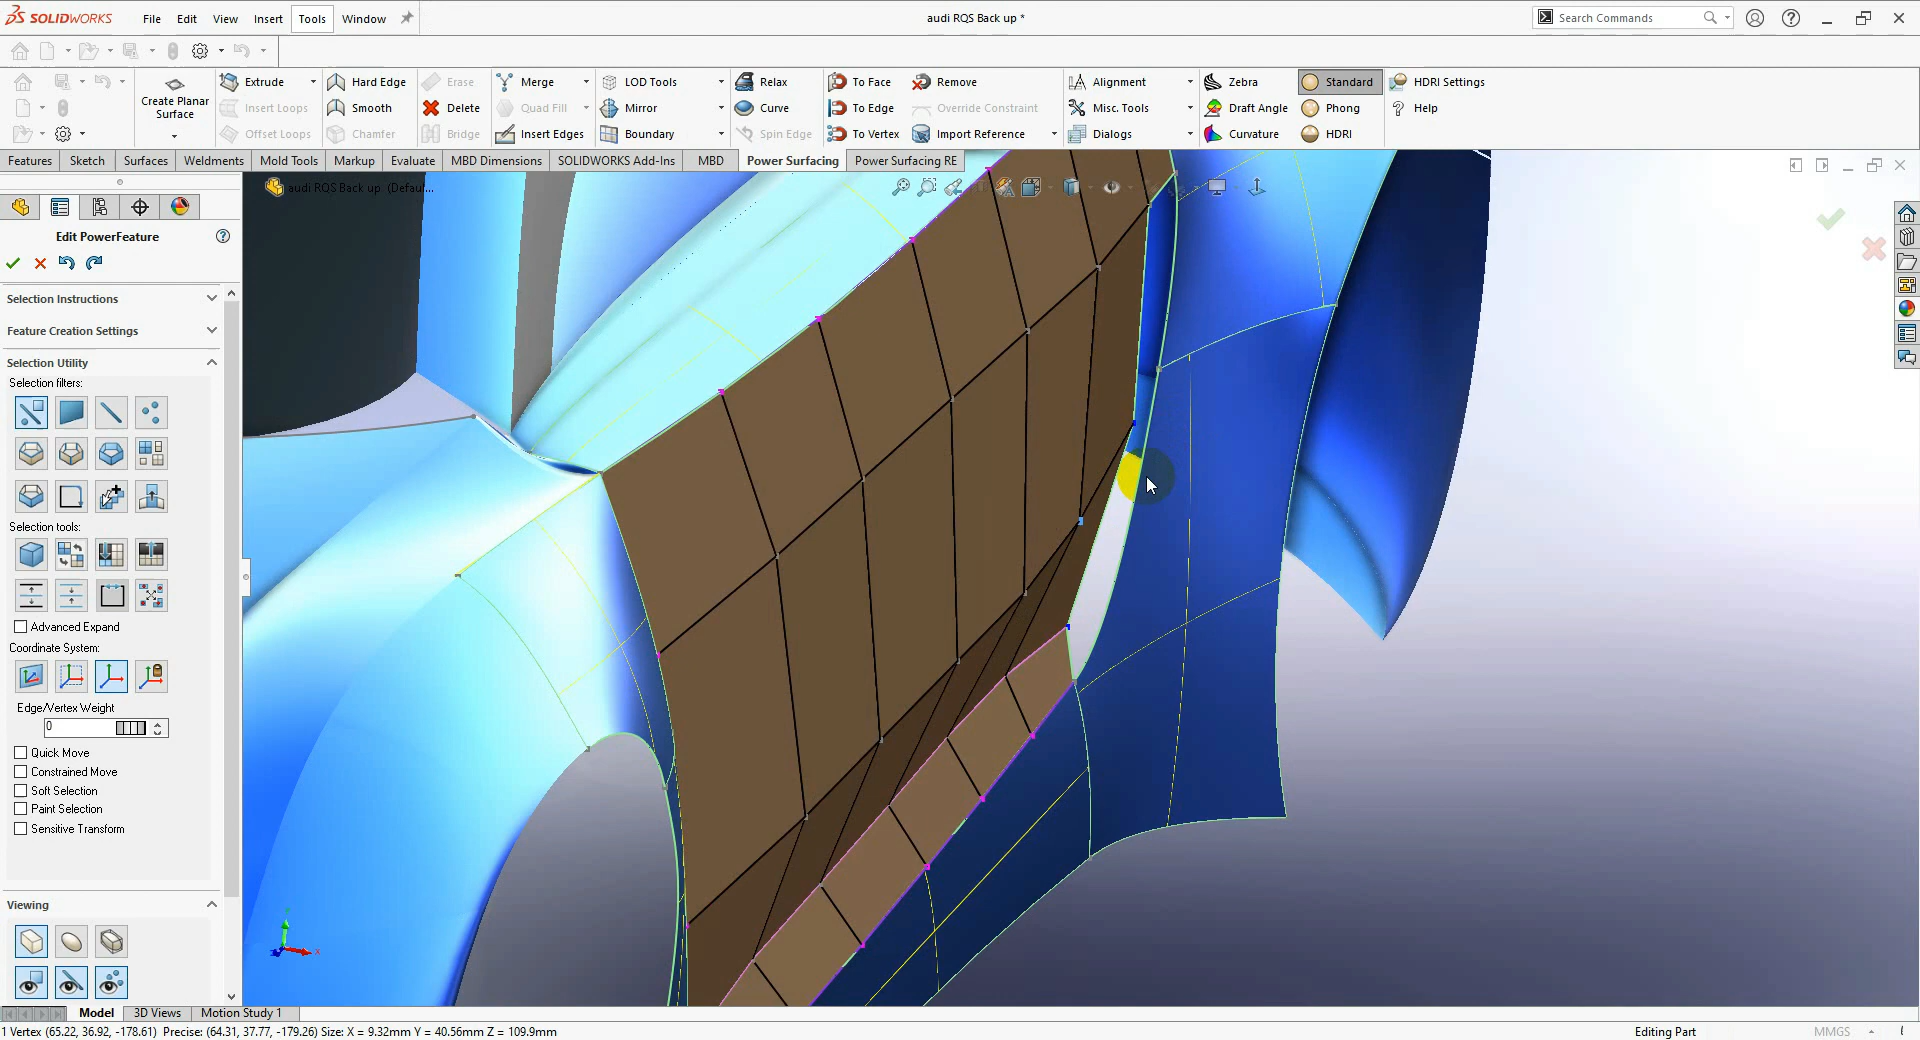 SOLIDWORKS File Edit View Insert Tools Window audi RQS Back up * Search Commands
Create Planar Surface
Extrude Hard Edge Erase Merge LOD Tools Relax To Face Remove Alignment Zebra Standard HDRI Settings
Insert Loops Smooth Delete Quad Fill Mirror Curve To Edge Override Constraint Misc. Tools Draft Angle Phong Help
Offset Loops Chamfer Bridge Insert Edges Boundary Spin Edge To Vertex Import Reference Dialogs Curvature HDRI
Features Sketch Surfaces Weldments Mold Tools Markup Evaluate MBD Dimensions SOLIDWORKS Add-Ins MBD Power Surfacing Power Surfacing RE
audi RQS Back up (Defau...
Edit PowerFeature
Selection Instructions
Feature Creation Settings
Selection Utility
Selection filters:
Selection tools:
Advanced Expand
Coordinate System:
Edge/Vertex Weight
0
Quick Move
Constrained Move
Soft Selection
Paint Selection
Sensitive Transform
Viewing
Model 3D Views Motion Study 1
1 Vertex (65.22, 36.92, -178.61) Precise: (64.31, 37.77, -179.26) Size: X = 9.32mm Y = 40.56mm Z = 109.9mm Editing Part MMGS